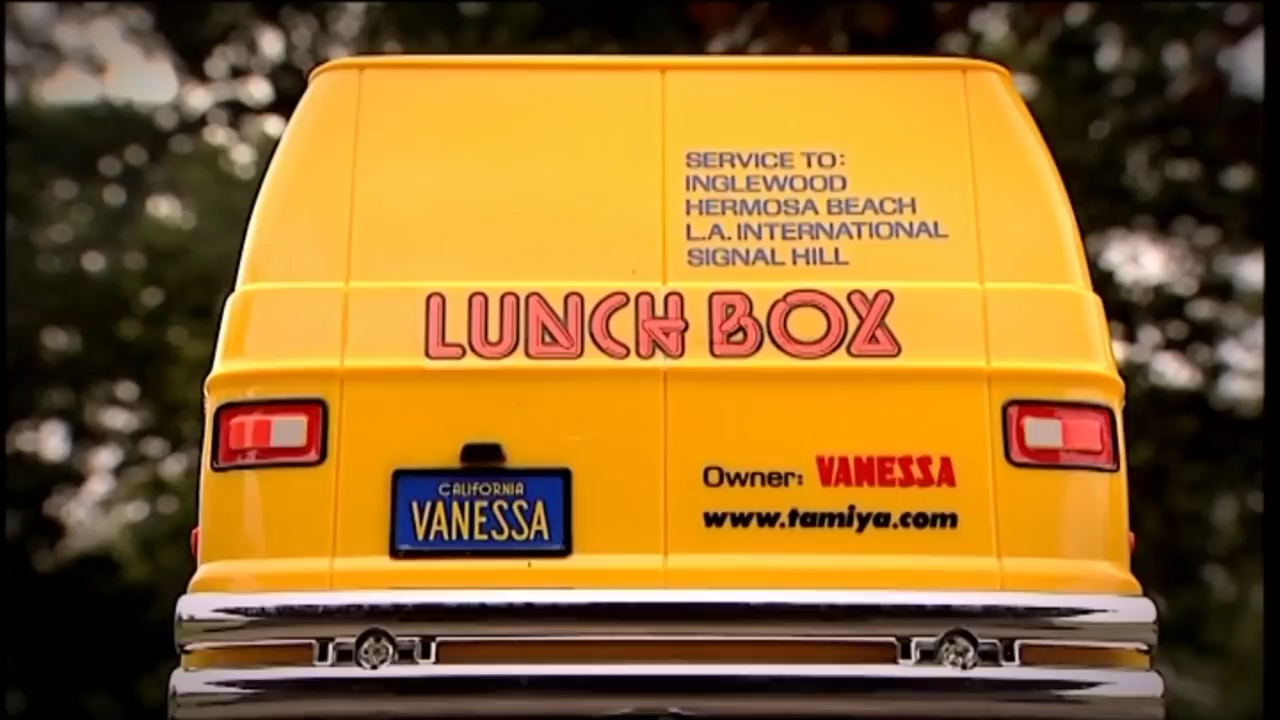 SERVICE TO:
INGLEWOOD
HERMOSA BEACH
L.A. INTERNATIONAL
SIGNAL HILL
LUNCH BOX
CALIFORNIA
VANESSA
Owner: VANESSA
www.tamiya.com